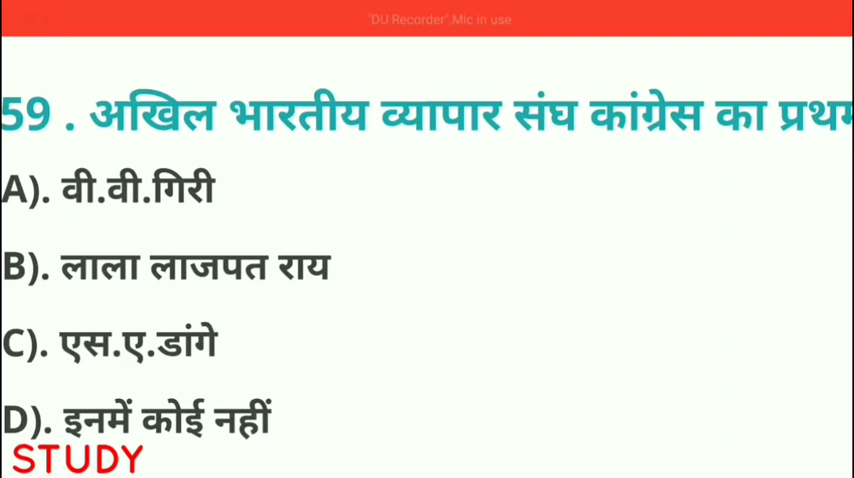 "DU Recorder",Mic in use
59 . अखिल भारतीय व्यापार संघ कांग्रेस का प्रथम
A). वी.वी.गिरी
B). लाला लाजपत राय
C). एस.ए.डांगे
D). इनमें कोई नहीं
STUDY